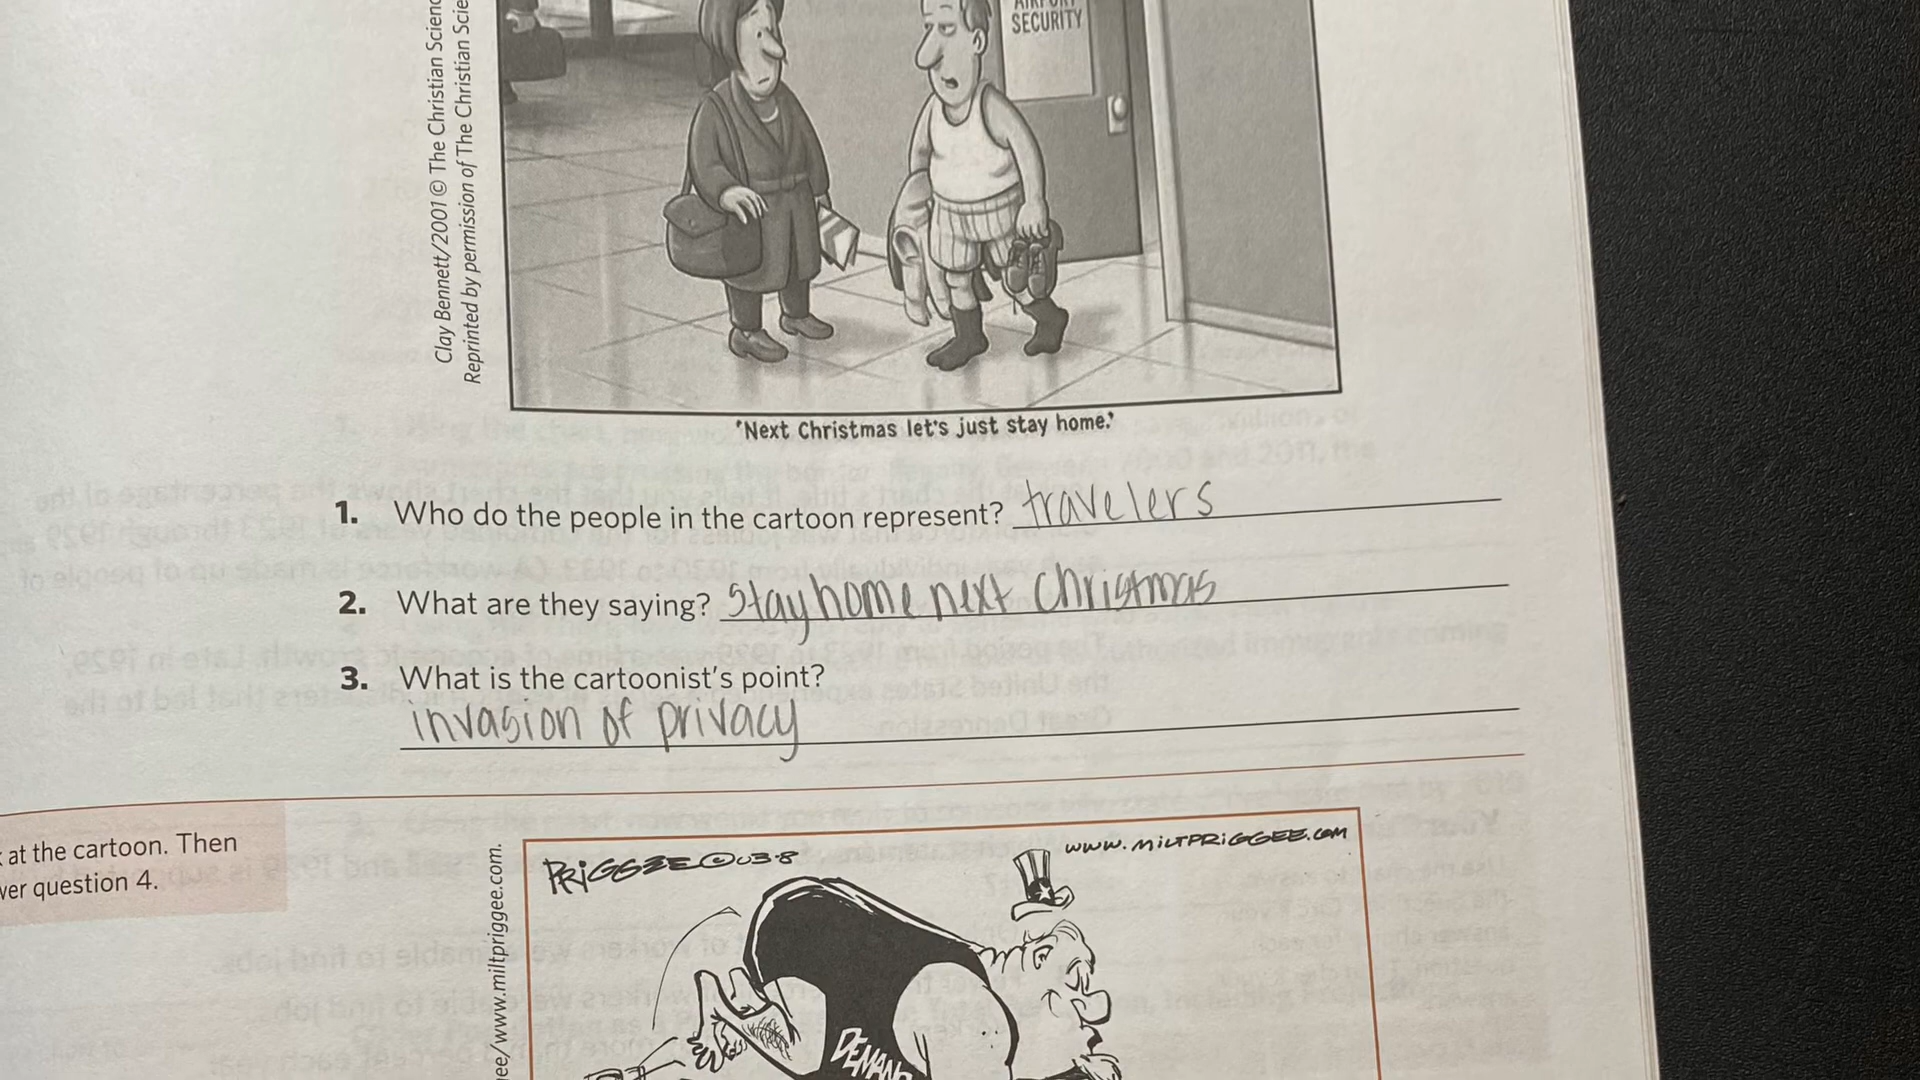 Clay Bennett/2001 © The Christian Scienc
Reprinted by permission of The Christian Scie
AIRPORT
SECURITY
'Next Christmas let's just stay home.'
1. Who do the people in the cartoon represent? travelers
2. What are they saying? Stay home next christmas
3. What is the cartoonist's point?
invasion of privacy
at the cartoon. Then
ver question 4.
gee/www.miltpriggee.com.
PRIGGEE © 03-8
www.miltpriggee.com
DEMAND